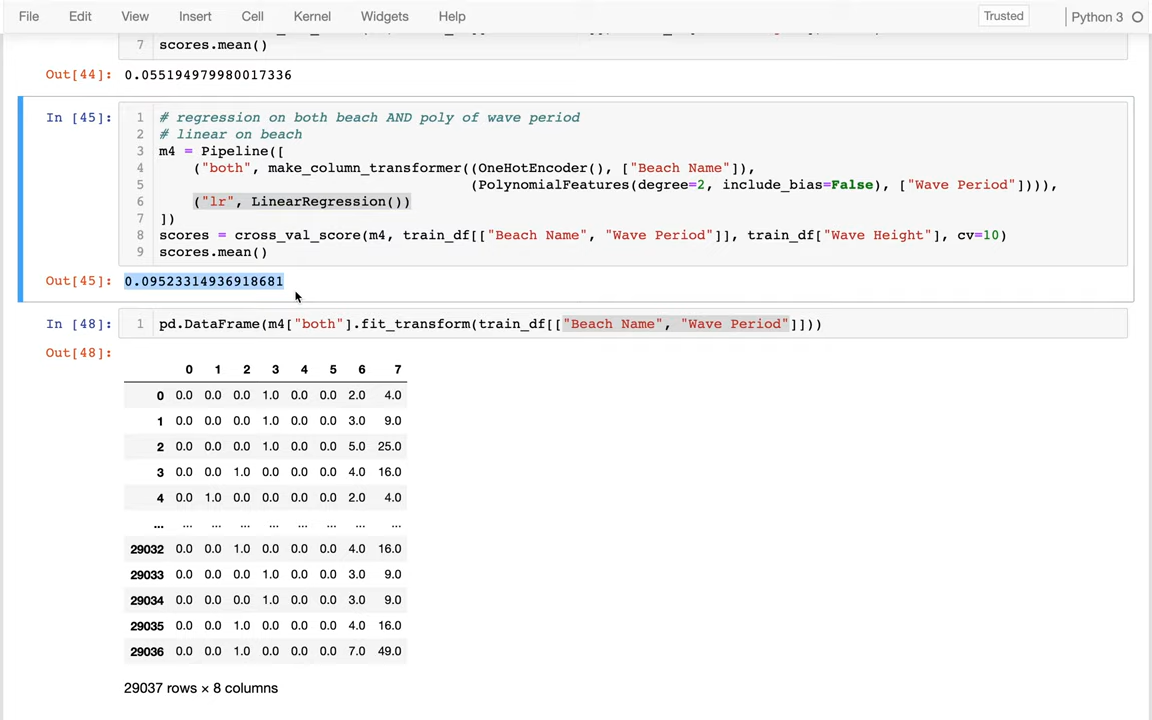 File Edit View Insert Cell Kernel Widgets Help Trusted Python 3
7 scores.mean()
Out[44]: 0.055194979980017336
In [45]: 1 # regression on both beach AND poly of wave period
2 # linear on beach
3 m4 = Pipeline([
4 ("both", make_column_transformer((OneHotEncoder(), ["Beach Name"]),
5 (PolynomialFeatures(degree=2, include_bias=False), ["Wave Period"]))),
6 ("lr", LinearRegression())
7 ])
8 scores = cross_val_score(m4, train_df[["Beach Name", "Wave Period"]], train_df["Wave Height"], cv=10)
9 scores.mean()
Out[45]: 0.09523314936918681
In [48]: 1 pd.DataFrame(m4["both"].fit_transform(train_df[["Beach Name", "Wave Period"]]))
Out[48]:
0 1 2 3 4 5 6 7
0 0.0 0.0 0.0 1.0 0.0 0.0 2.0 4.0
1 0.0 0.0 0.0 1.0 0.0 0.0 3.0 9.0
2 0.0 0.0 0.0 1.0 0.0 0.0 5.0 25.0
3 0.0 0.0 1.0 0.0 0.0 0.0 4.0 16.0
4 0.0 1.0 0.0 0.0 0.0 0.0 2.0 4.0
... ... ... ... ... ... ... ... ...
29032 0.0 0.0 1.0 0.0 0.0 0.0 4.0 16.0
29033 0.0 0.0 0.0 1.0 0.0 0.0 3.0 9.0
29034 0.0 0.0 0.0 1.0 0.0 0.0 3.0 9.0
29035 0.0 0.0 1.0 0.0 0.0 0.0 4.0 16.0
29036 0.0 0.0 1.0 0.0 0.0 0.0 7.0 49.0
29037 rows × 8 columns